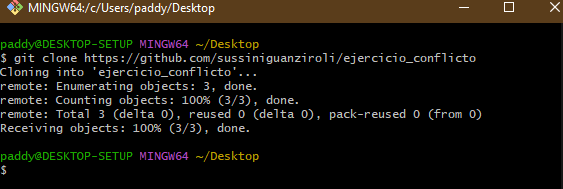 MINGW64:/c/Users/paddy/Desktop
paddy@DESKTOP-SETUP MINGW64 ~/Desktop
$ git clone https://github.com/sussiniguanziroli/ejercicio_conflicto
Cloning into 'ejercicio_conflicto'...
remote: Enumerating objects: 3, done.
remote: Counting objects: 100% (3/3), done.
remote: Total 3 (delta 0), reused 0 (delta 0), pack-reused 0 (from 0)
Receiving objects: 100% (3/3), done.
paddy@DESKTOP-SETUP MINGW64 ~/Desktop
$